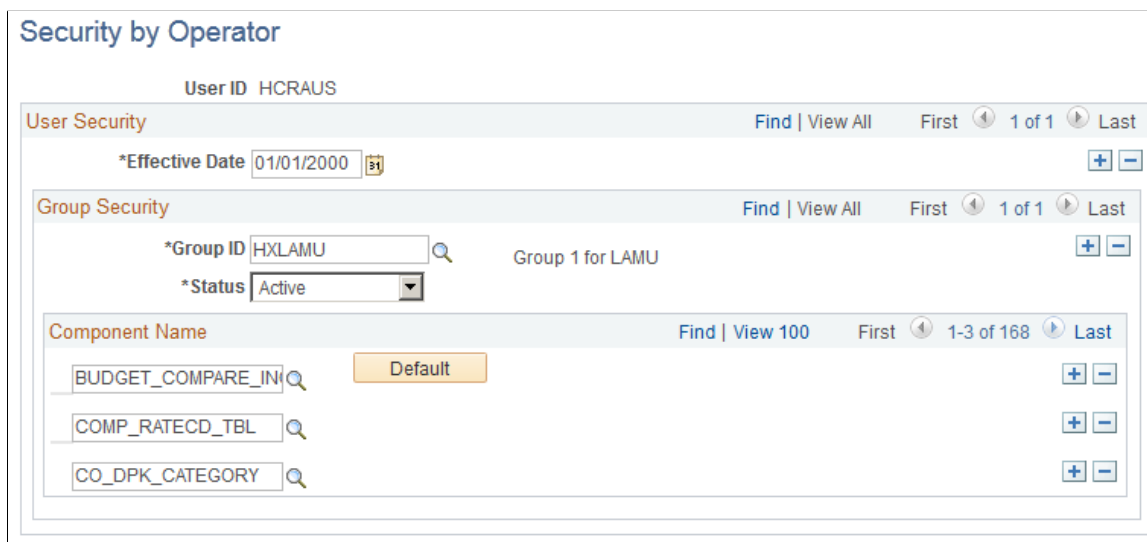 Security by Operator
User ID HCRAUS
User Security Find | View All First 1 of 1 Last
*Effective Date 01/01/2000 31
Group Security Find | View All First 1 of 1 Last
*Group ID HXLAMU Group 1 for LAMU
*Status Active
Component Name Find | View 100 First 1-3 of 168 Last
Default
COMP_RATECD_TBL
CO_DPK_CATEGORY